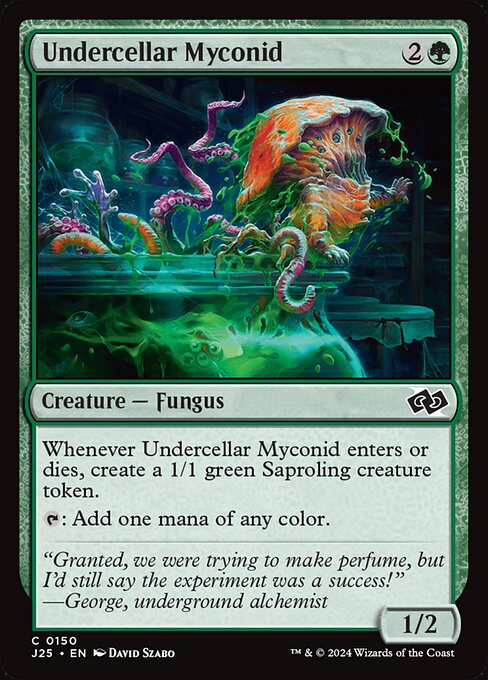 Undercellar Myconid 2
Creature — Fungus
Whenever Undercellar Myconid enters or
dies, create a 1/1 green Saproling creature
token.
: Add one mana of any color.
“Granted, we were trying to make perfume, but
I’d still say the experiment was a success!”
—George, underground alchemist
1/2
C 0150
J25 • EN DAVID SZABO
™ & © 2024 Wizards of the Coast